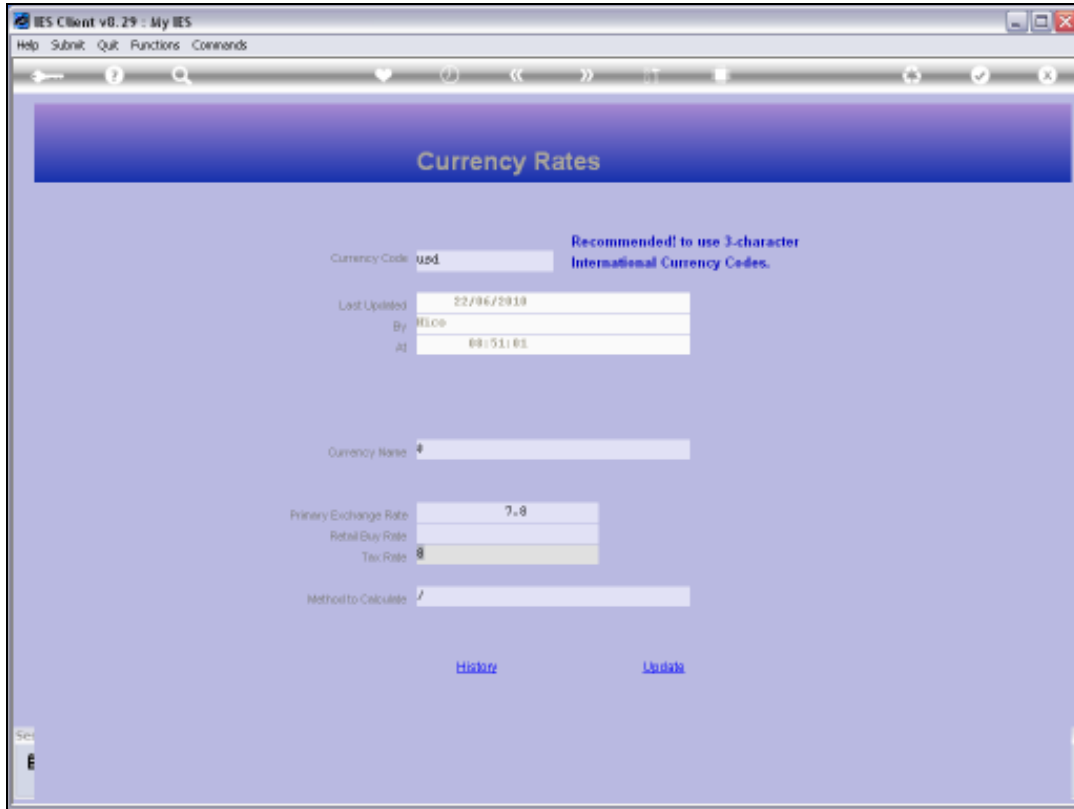 IES Client v8.29 : My IES
Help Submit Quit Functions Commands
Currency Rates
Currency Code usd
Recommended! to use 3-character
International Currency Codes.
Last Updated 22/06/2010
By Nico
At 08:51:01
Currency Name $
Primary Exchange Rate 7.8
Retail Buy Rate
Tax Rate 8
Method to Calculate /
History Update